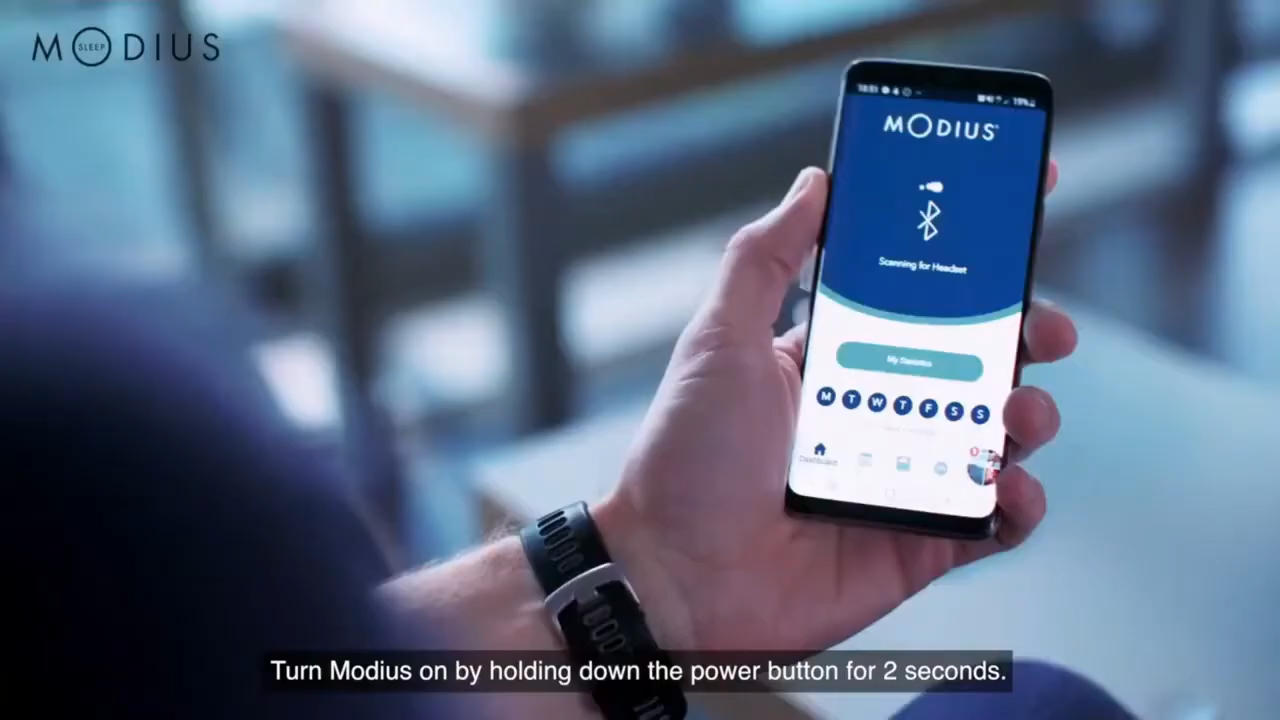 MODIUS
SLEEP
MODIUS
Scanning for Headset
My Statistics
M T W T F S S
Dashboard
Turn Modius on by holding down the power button for 2 seconds.